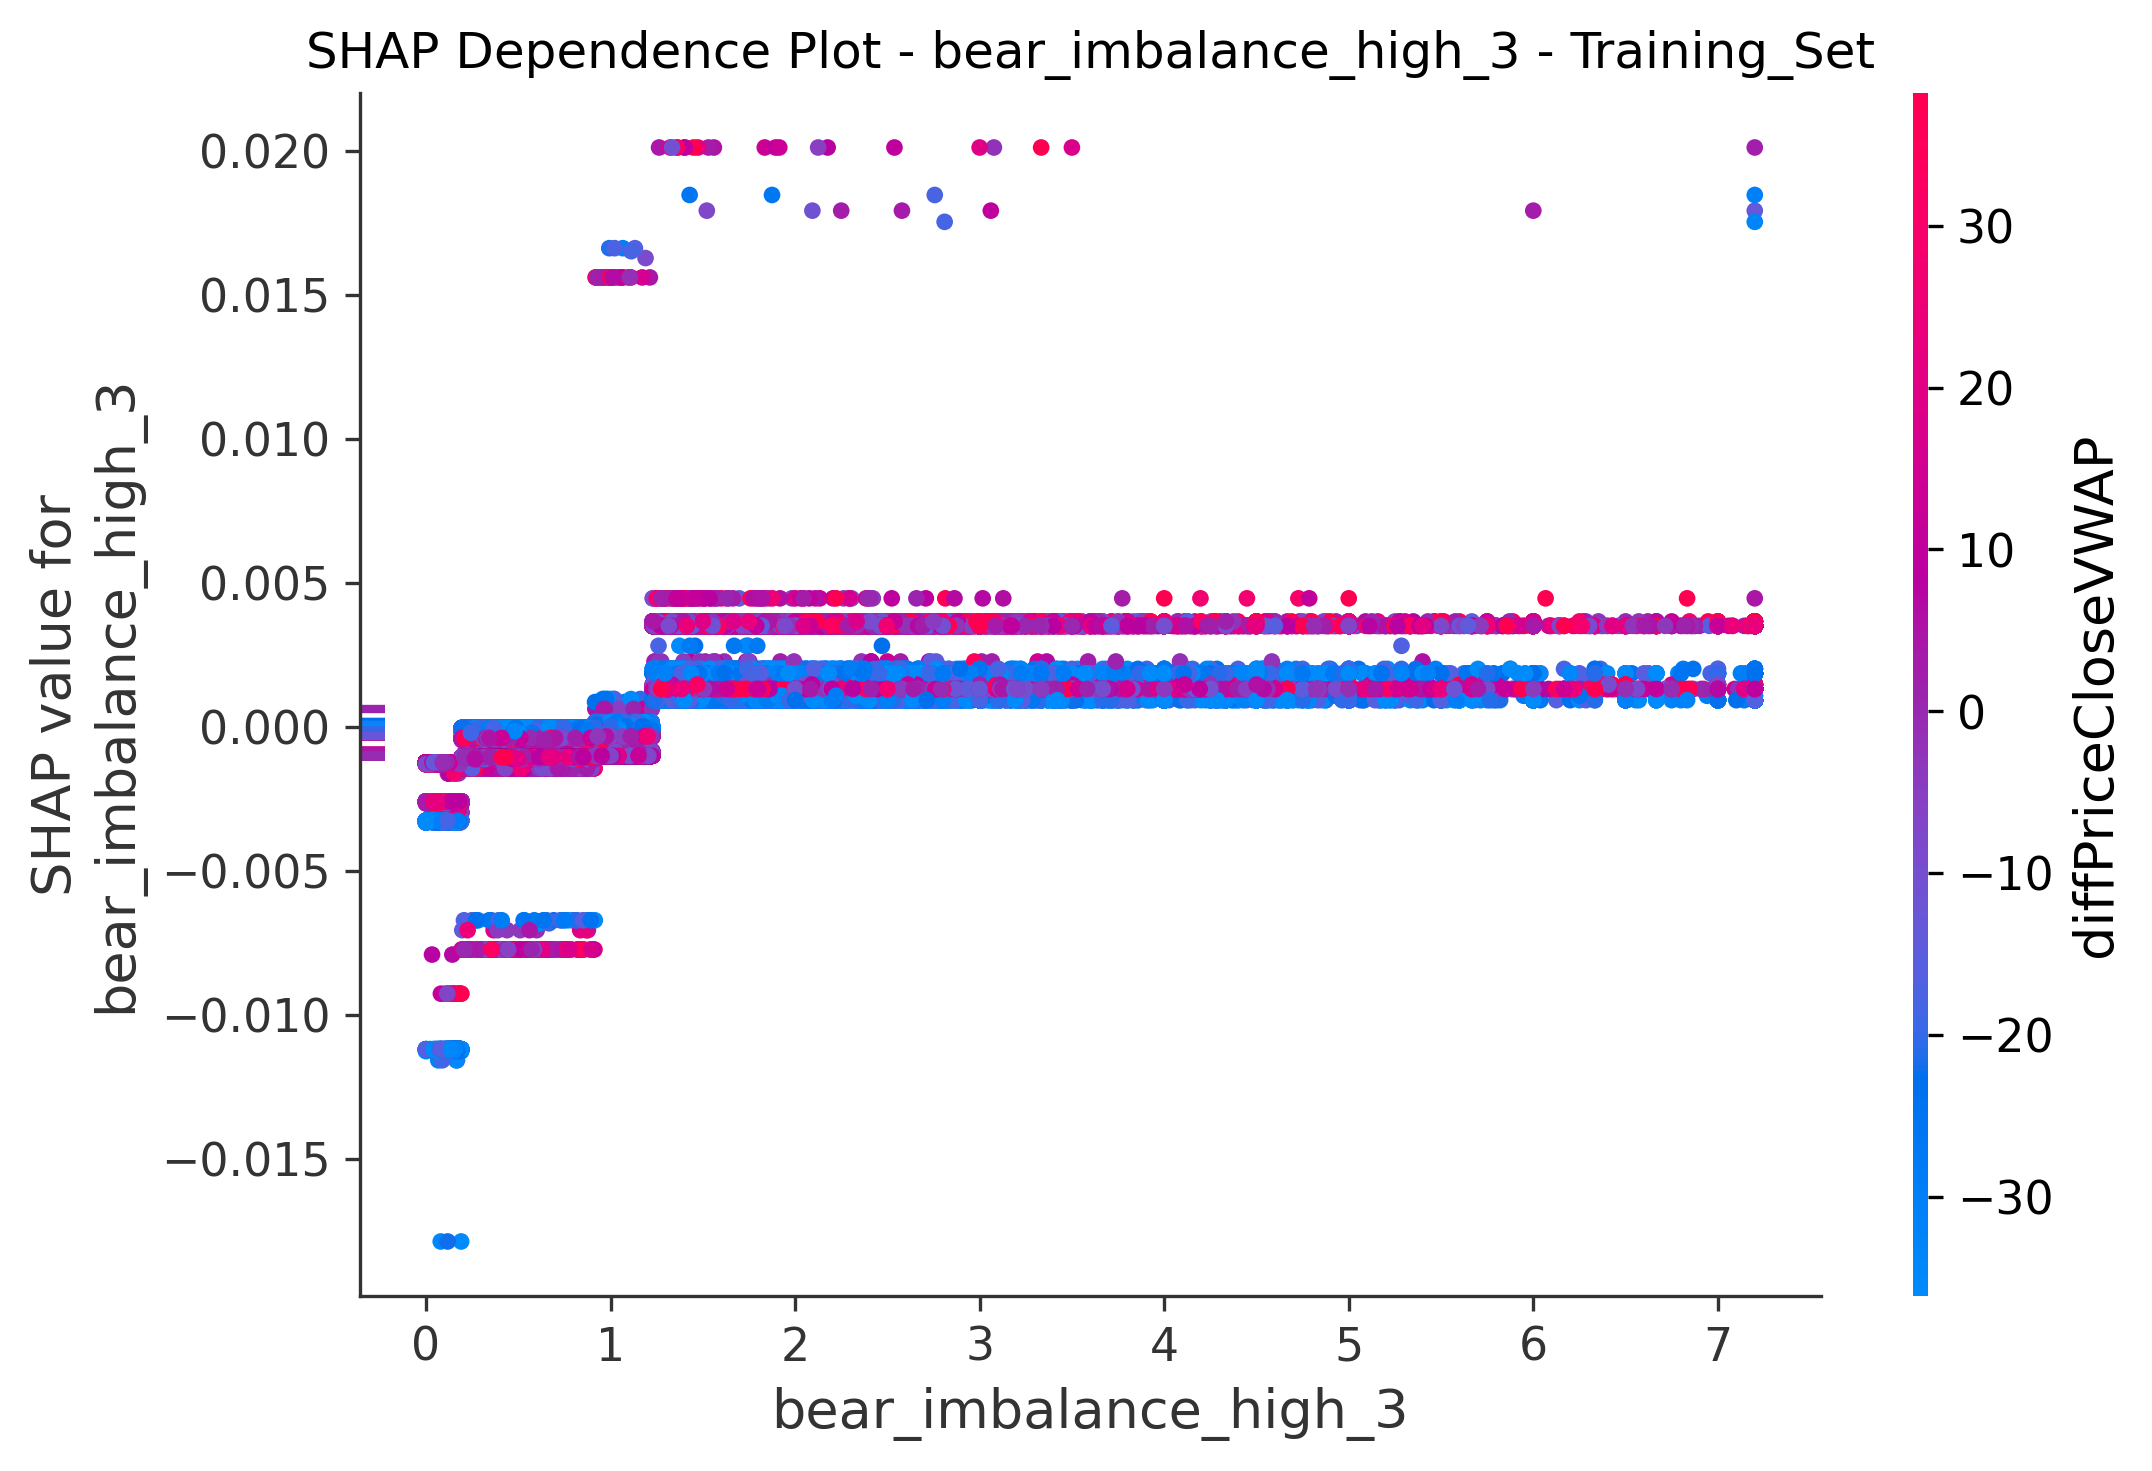 SHAP Dependence Plot - bear_imbalance_high_3 - Training_Set
SHAP value for
bear_imbalance_high_3
0.020
0.015
0.010
0.005
0.000
−0.005
−0.010
−0.015
0 1 2 3 4 5 6 7
bear_imbalance_high_3
30
20
10
0
−10
−20
−30
diffPriceCloseVWAP